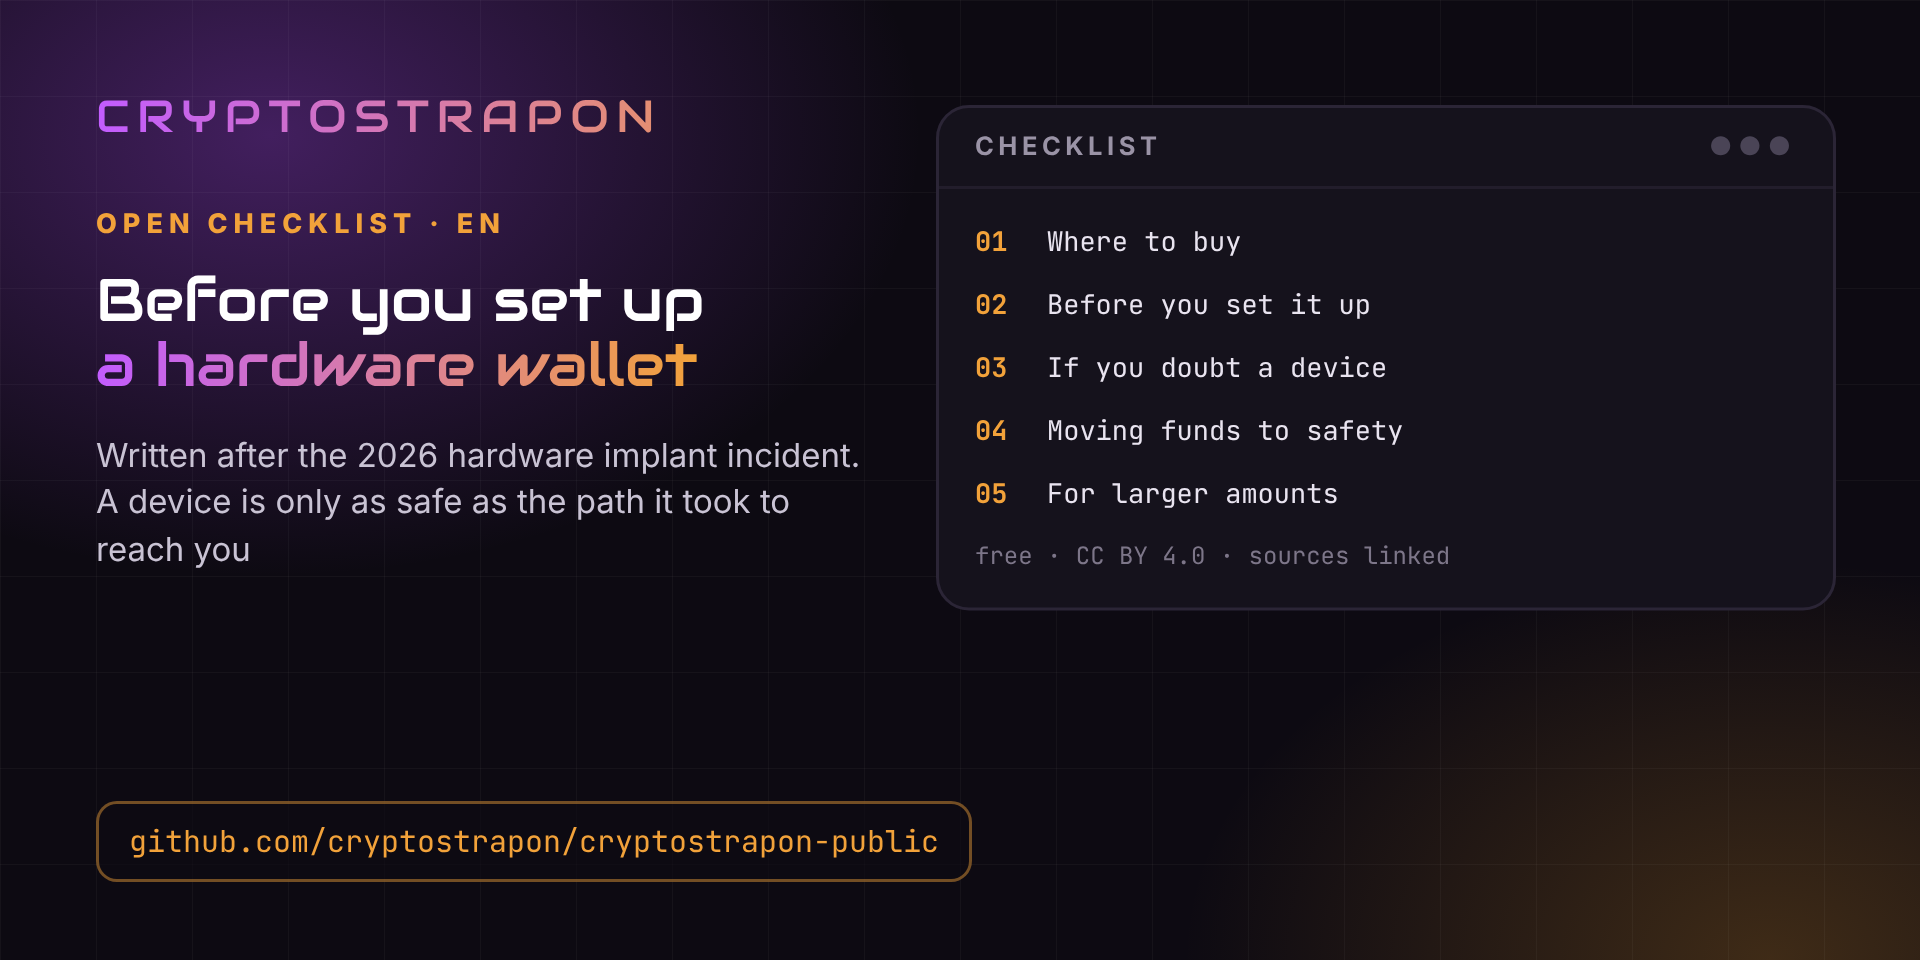 CRYPTOSTRAPON
OPEN CHECKLIST · EN
Before you set up
a hardware wallet
Written after the 2026 hardware implant incident.
A device is only as safe as the path it took to
reach you
CHECKLIST
01 Where to buy
02 Before you set it up
03 If you doubt a device
04 Moving funds to safety
05 For larger amounts
free · CC BY 4.0 · sources linked
github.com/cryptostrapon/cryptostrapon-public